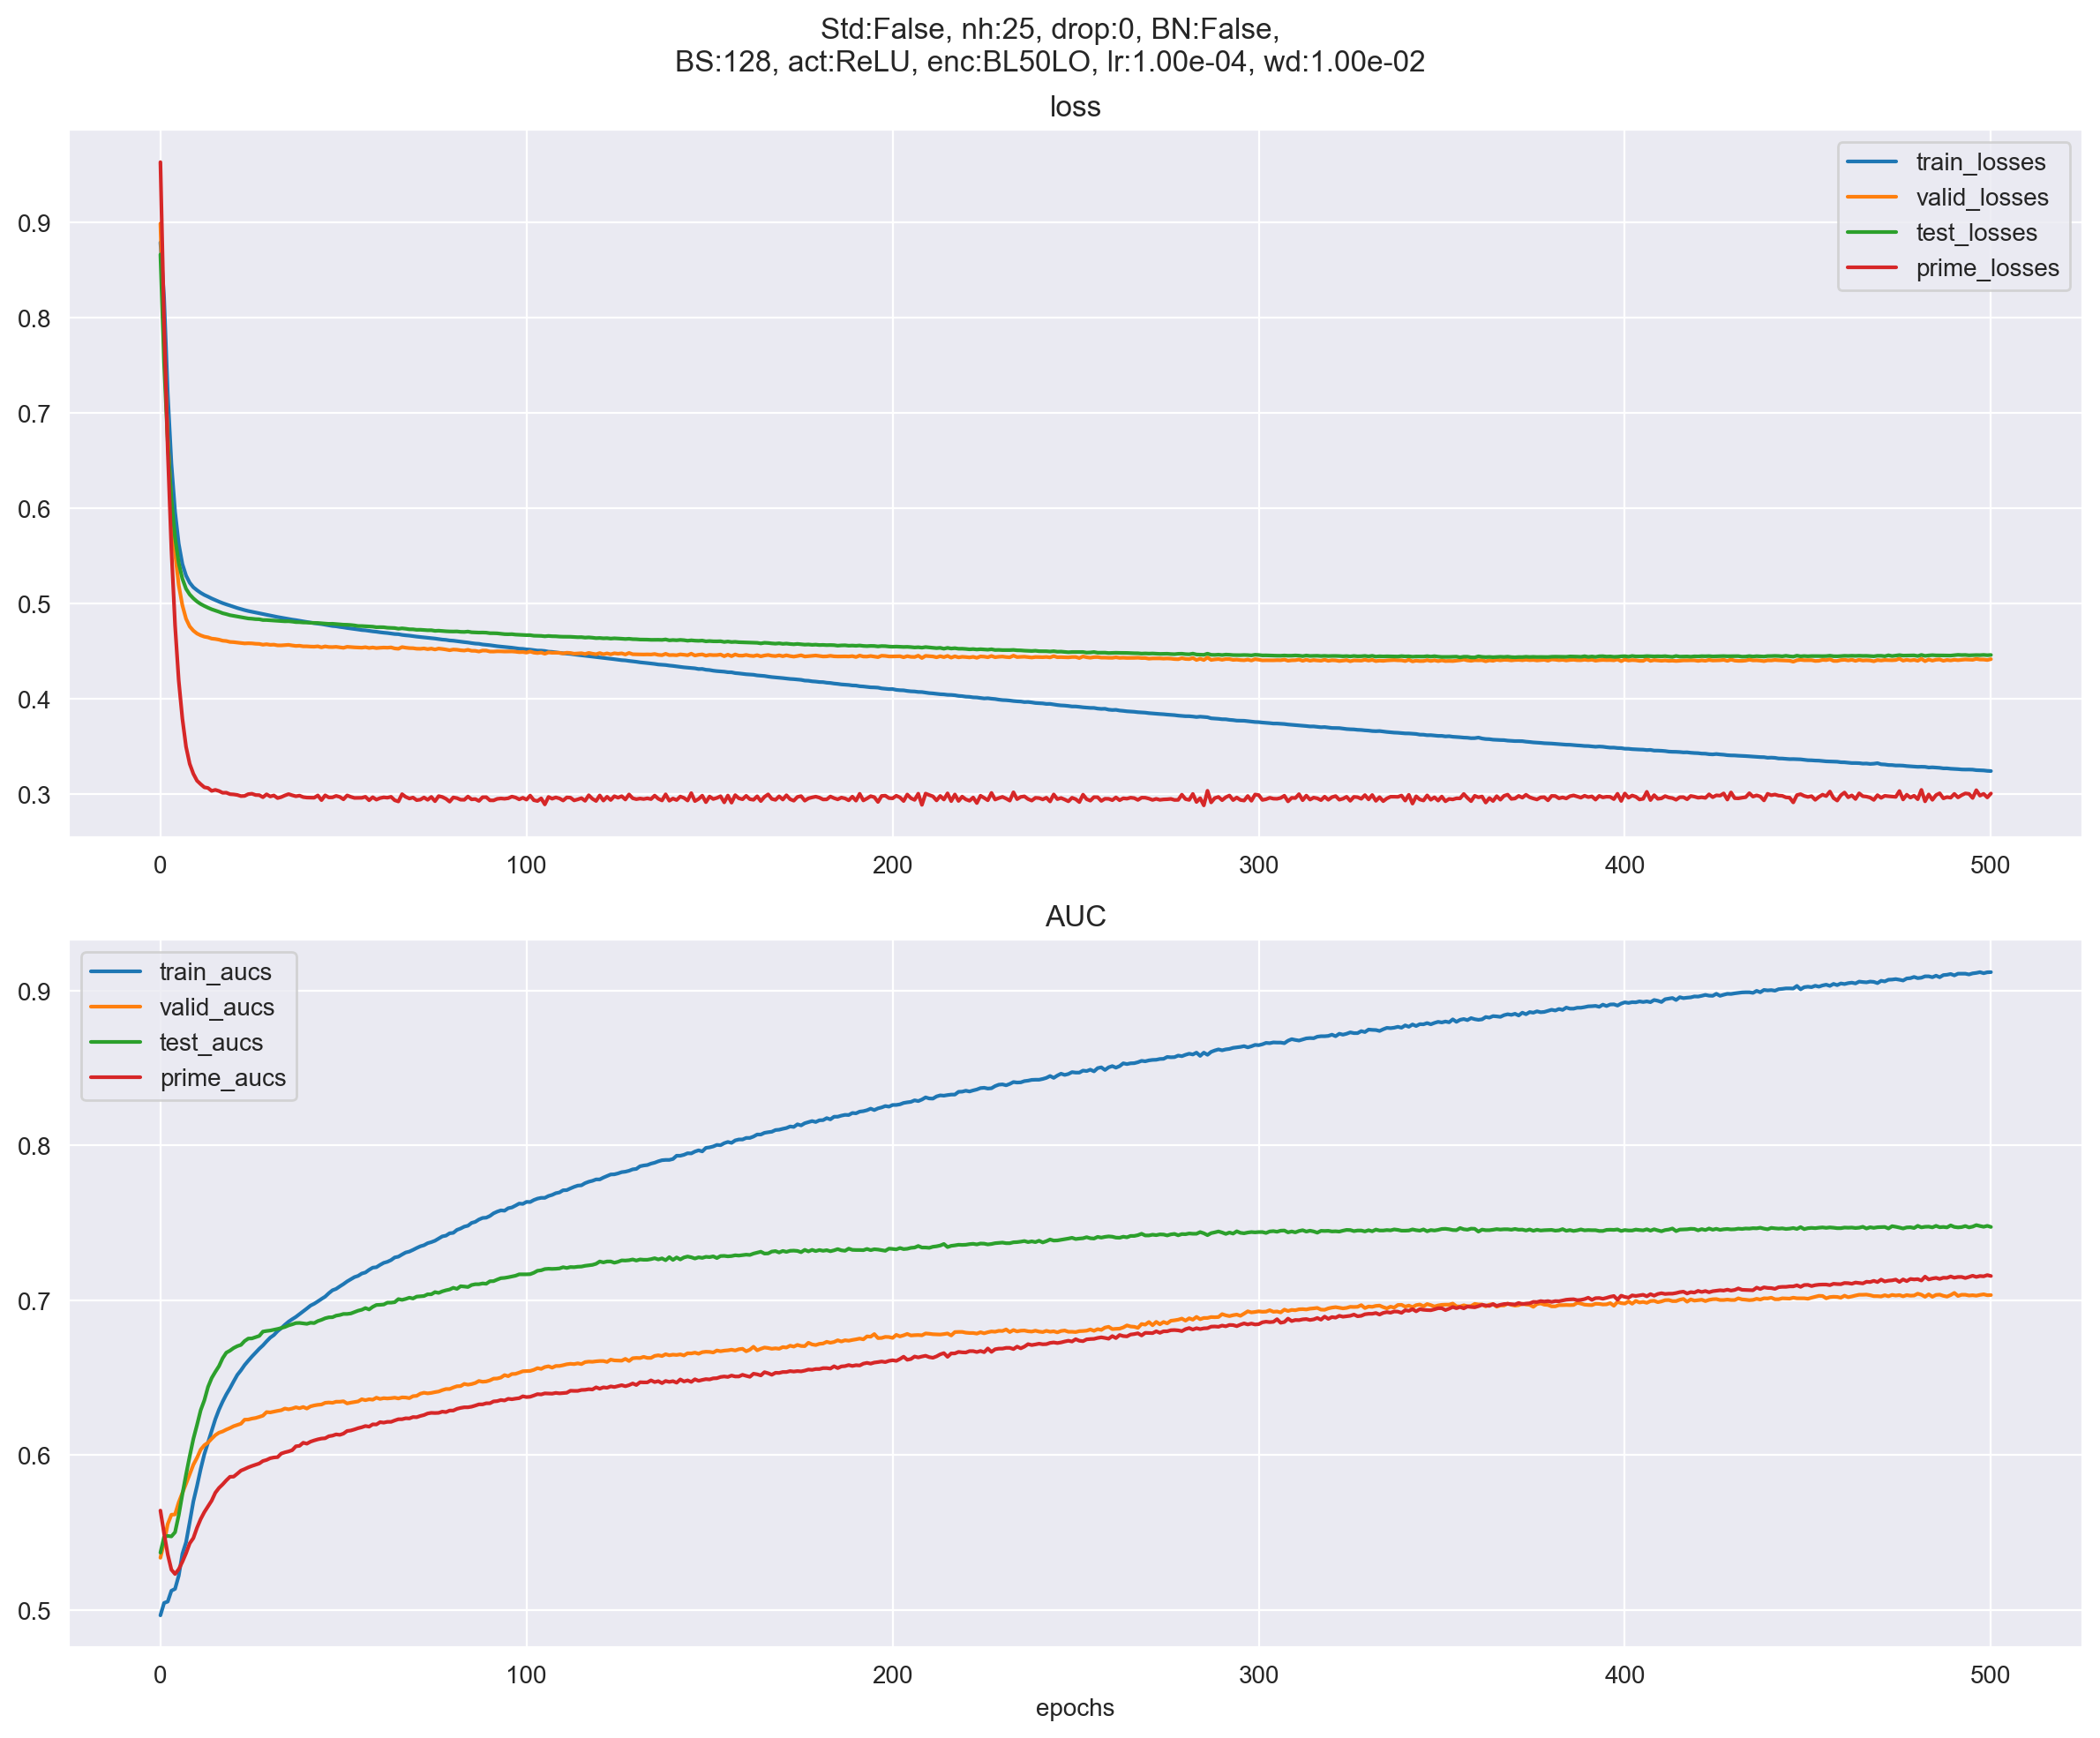 Std:False, nh:25, drop:0, BN:False,
BS:128, act:ReLU, enc:BL50LO, lr:1.00e-04, wd:1.00e-02
loss
train_losses
valid_losses
test_losses
prime_losses
0.9
0.8
0.7
0.6
0.5
0.4
0.3
0 100 200 300 400 500
AUC
train_aucs
valid_aucs
test_aucs
prime_aucs
0.9
0.8
0.7
0.6
0.5
0 100 200 300 400 500
epochs